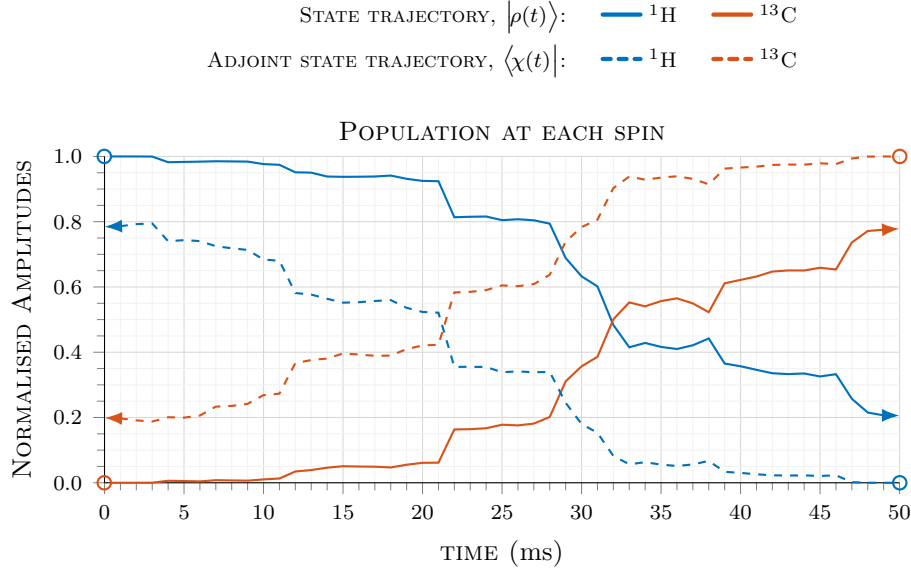 State trajectory, |ρ(t)⟩: ¹H ¹³C
Adjoint state trajectory, ⟨χ(t)|: ¹H ¹³C
Population at each spin
Normalised Amplitudes
1.0
0.8
0.6
0.4
0.2
0.0
0 5 10 15 20 25 30 35 40 45 50
time (ms)